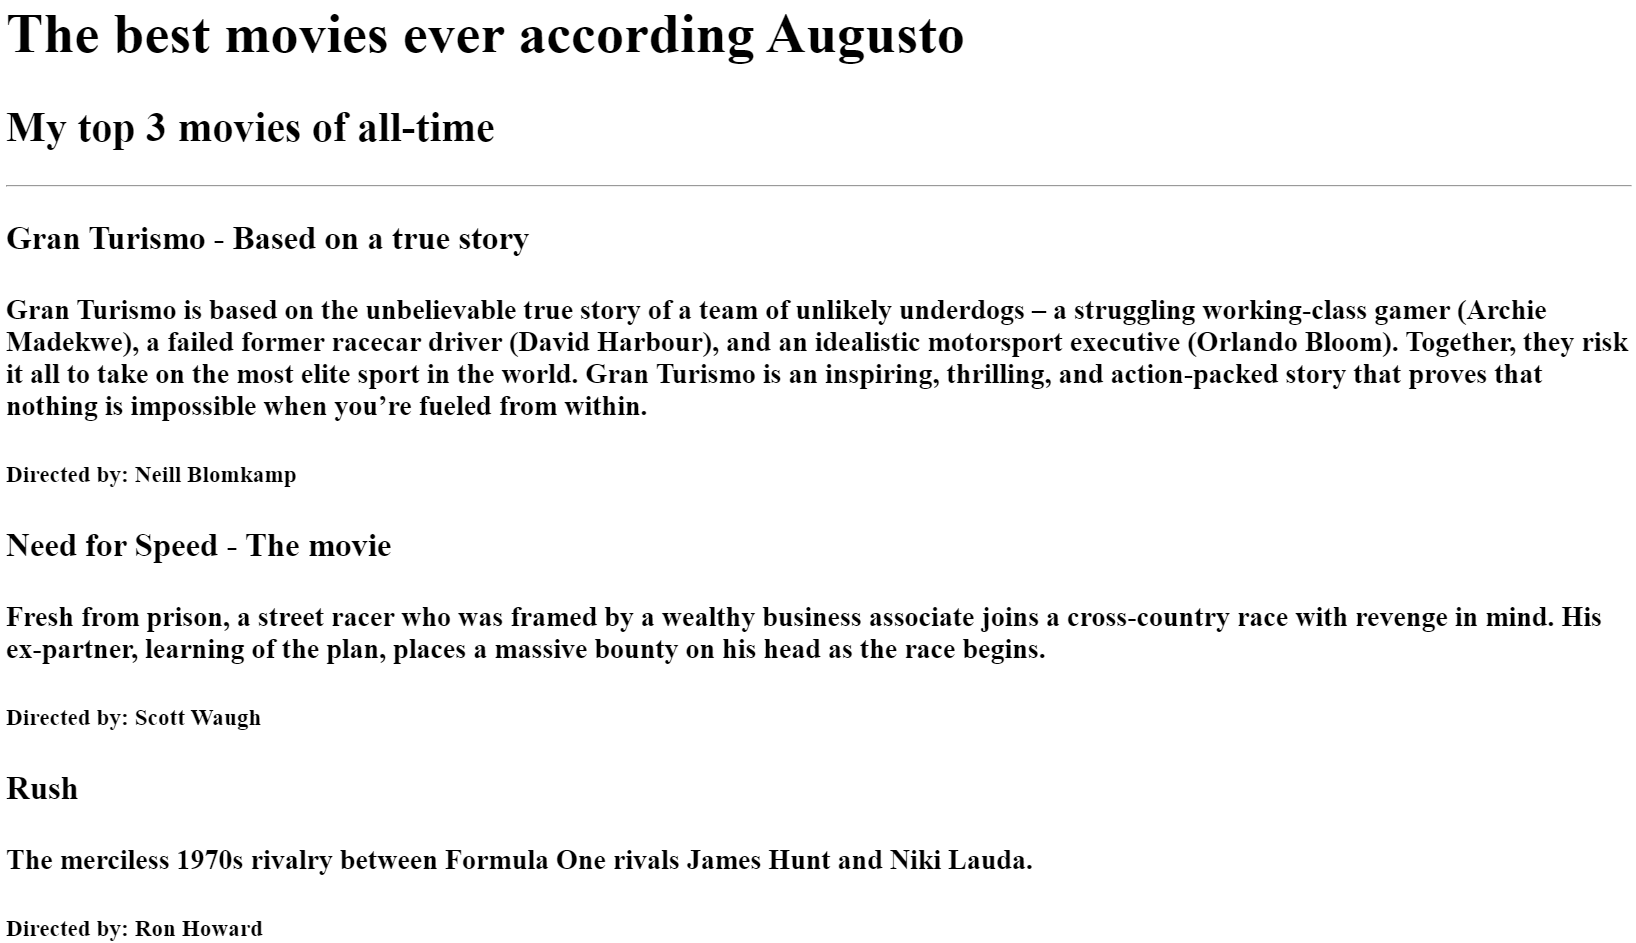 The best movies ever according Augusto
My top 3 movies of all-time
Gran Turismo - Based on a true story
Gran Turismo is based on the unbelievable true story of a team of unlikely underdogs – a struggling working-class gamer (Archie
Madekwe), a failed former racecar driver (David Harbour), and an idealistic motorsport executive (Orlando Bloom). Together, they risk
it all to take on the most elite sport in the world. Gran Turismo is an inspiring, thrilling, and action-packed story that proves that
nothing is impossible when you’re fueled from within.
Directed by: Neill Blomkamp
Need for Speed - The movie
Fresh from prison, a street racer who was framed by a wealthy business associate joins a cross-country race with revenge in mind. His
ex-partner, learning of the plan, places a massive bounty on his head as the race begins.
Directed by: Scott Waugh
Rush
The merciless 1970s rivalry between Formula One rivals James Hunt and Niki Lauda.
Directed by: Ron Howard